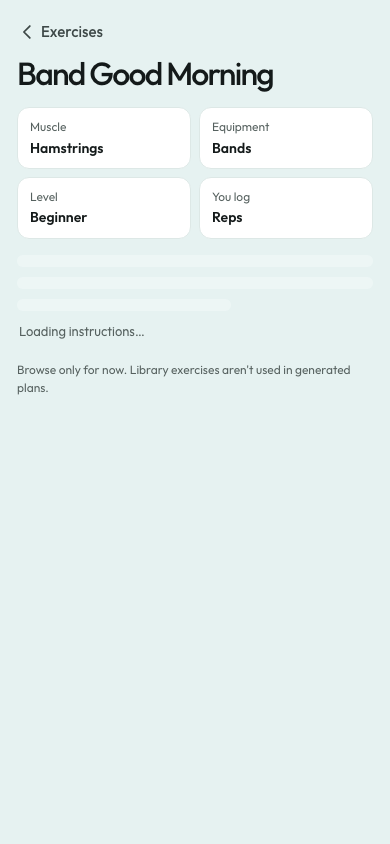 Exercises
Band Good Morning
Muscle
Hamstrings
Equipment
Bands
Level
Beginner
You log
Reps
Loading instructions…
Browse only for now. Library exercises aren't used in generated
plans.